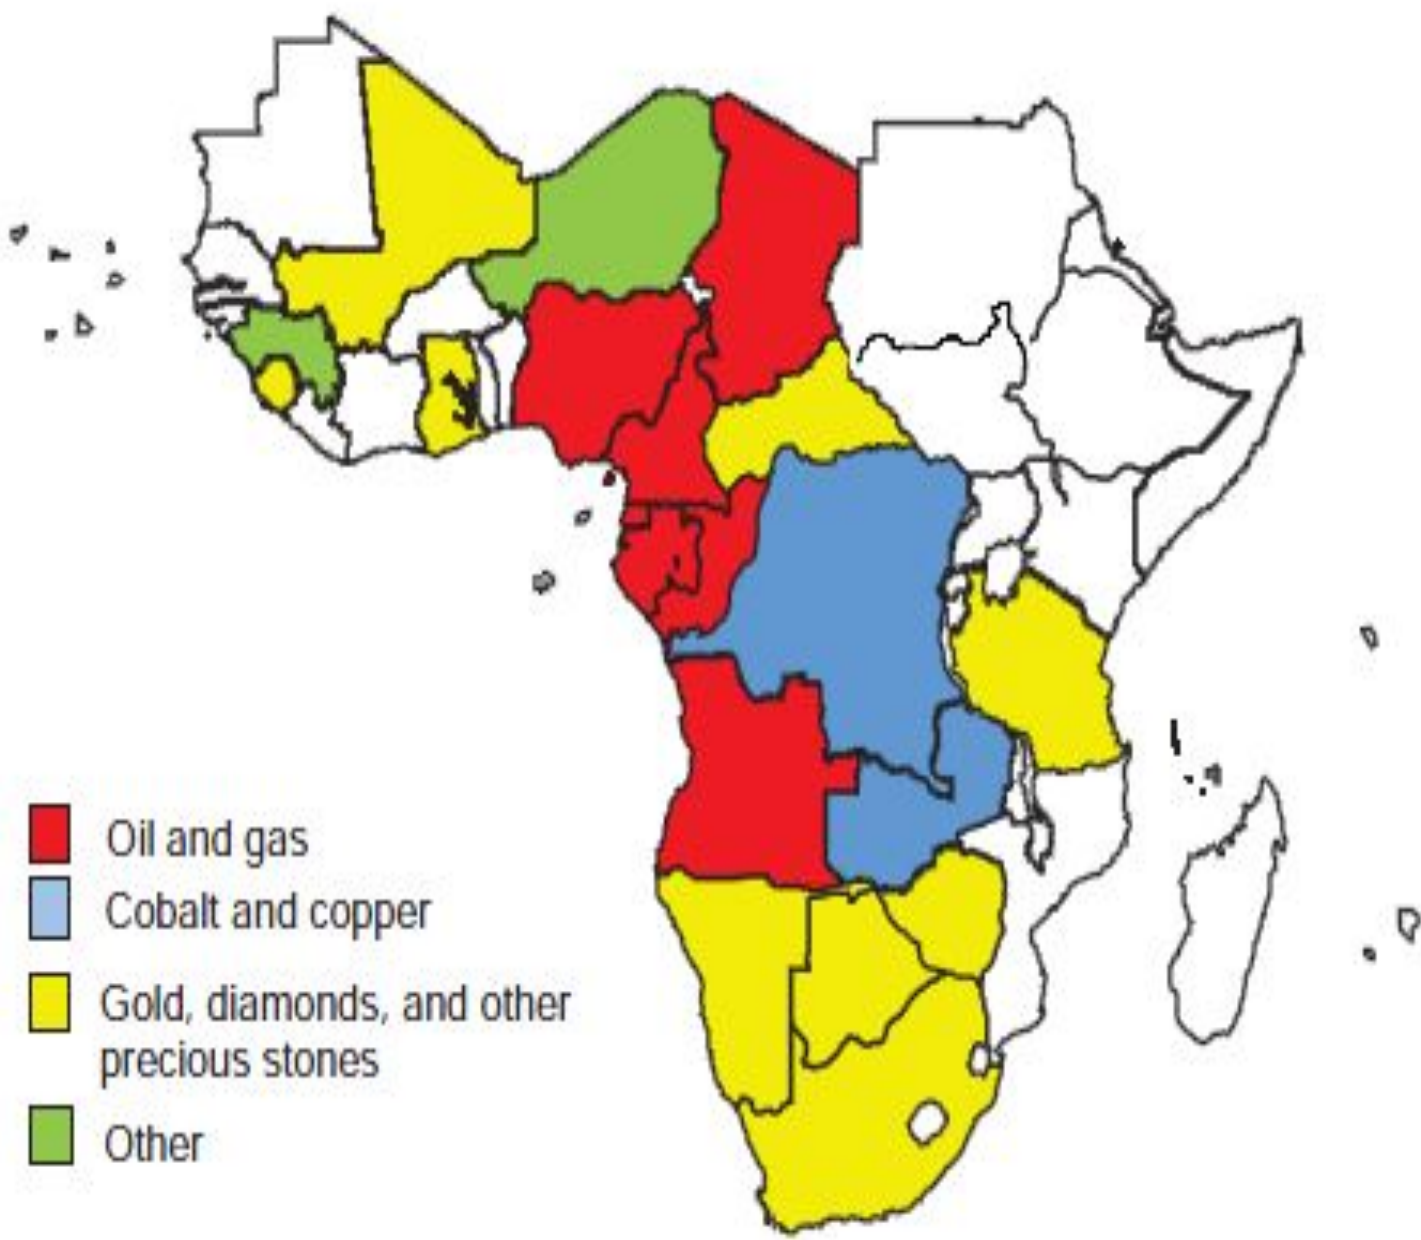 Oil and gas
Cobalt and copper
Gold, diamonds, and other
precious stones
Other